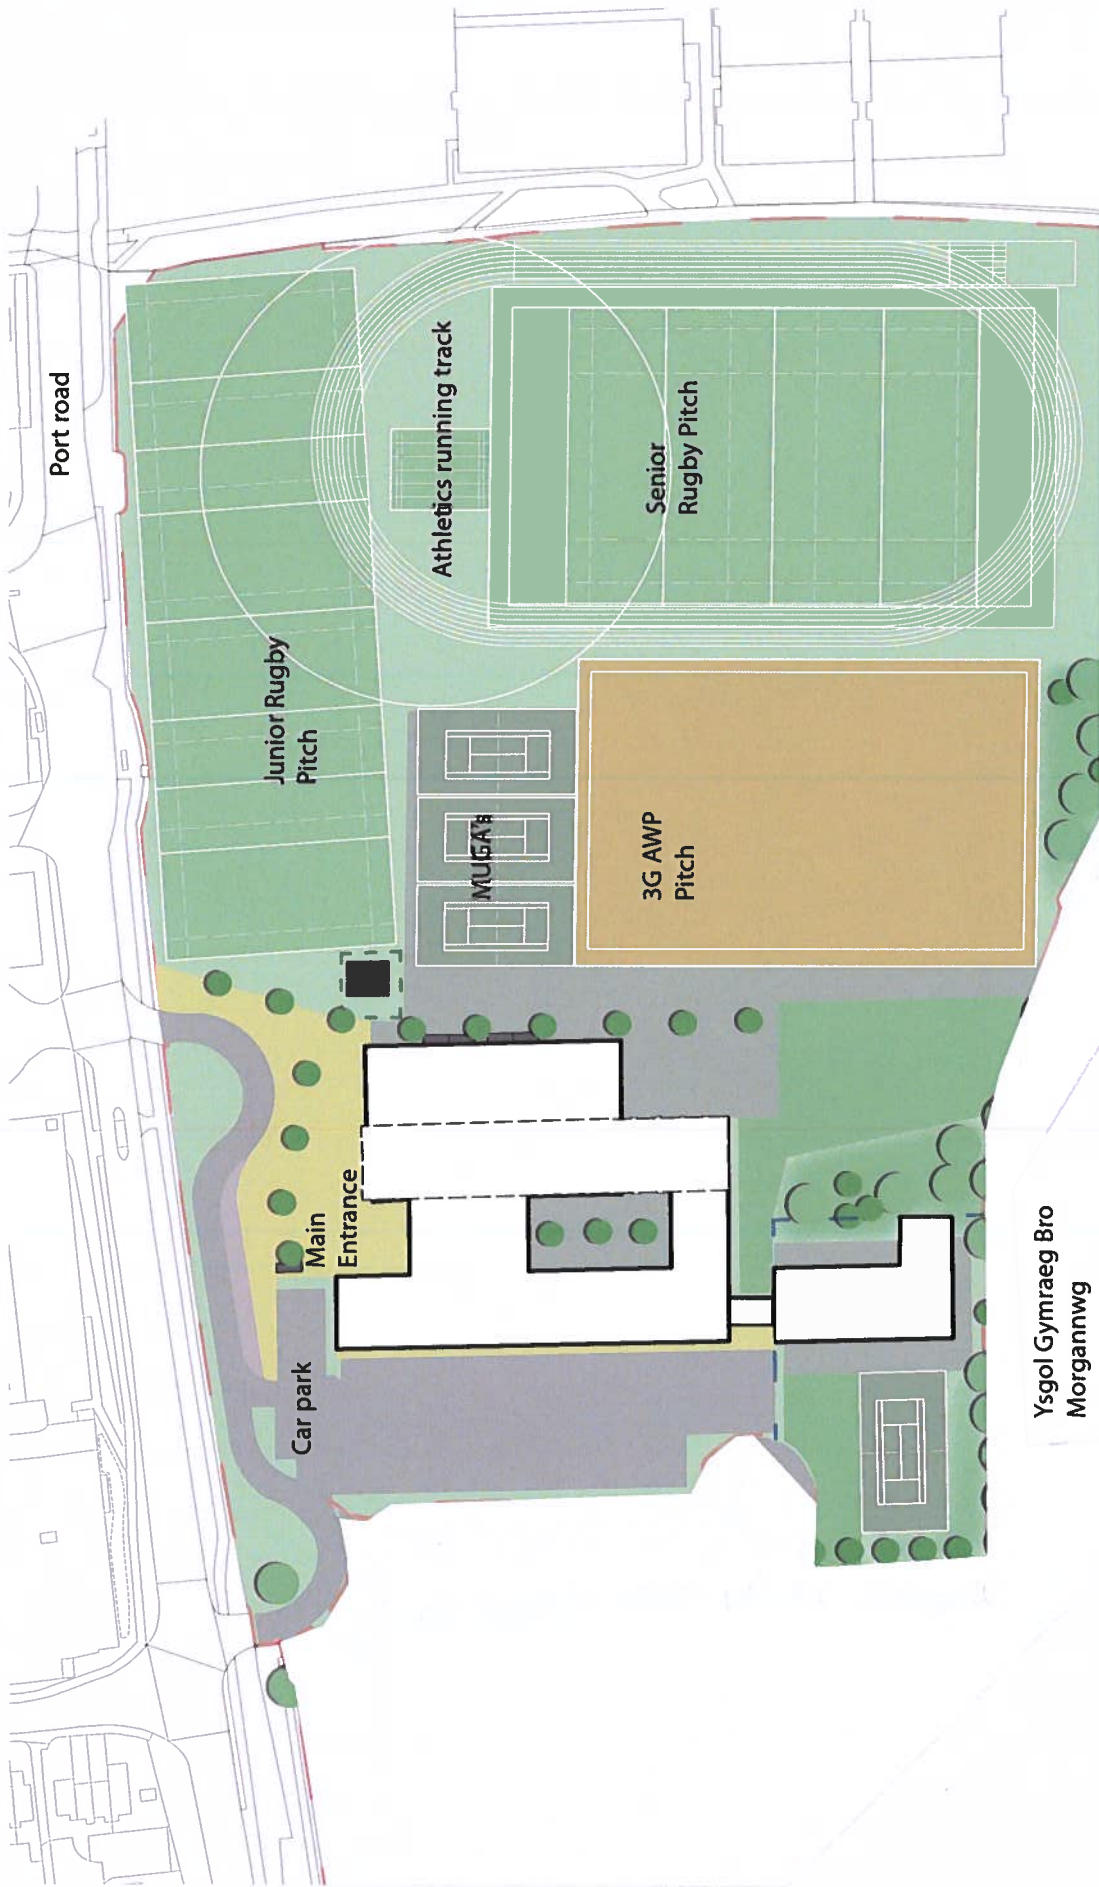 Port road
Junior Rugby
Pitch
Athletics running track
Senior
Rugby Pitch
MUGA's
3G AWP
Pitch
Main
Entrance
Car park
Ysgol Gymraeg Bro
Morgannwg